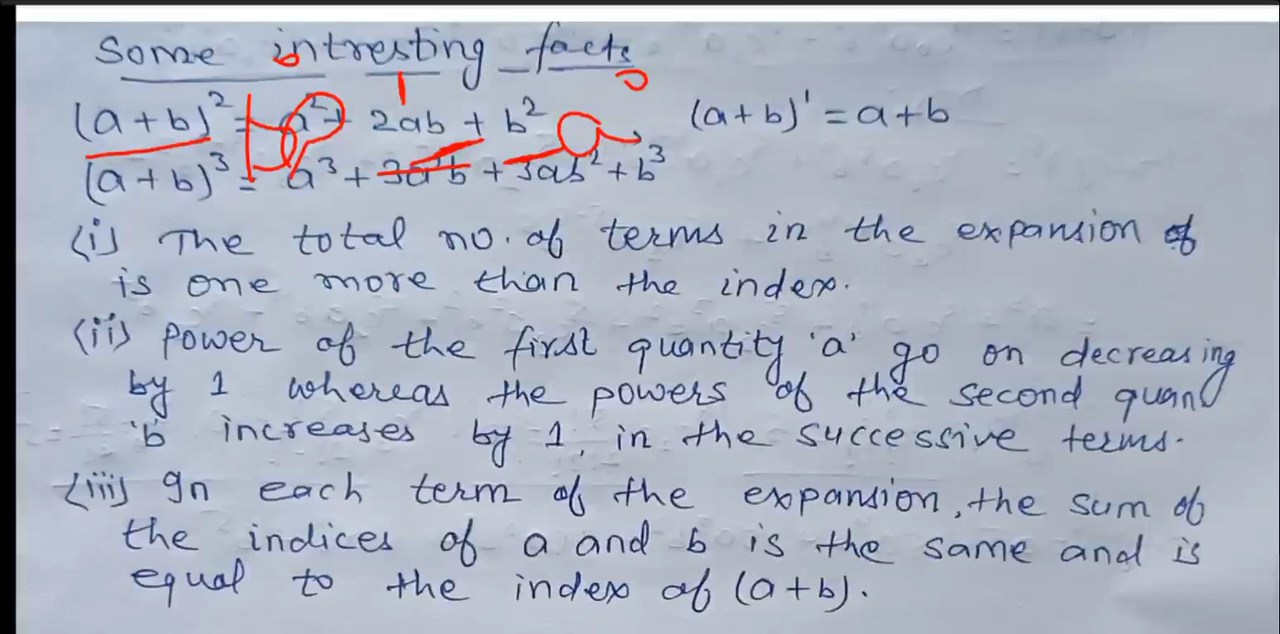 Some intresting facts
(a+b)² = a² + 2ab + b² (a+b)' = a+b
(a+b)³ = a³ + 3a²b + 3ab² + b³
(i) The total no. of terms in the expansion of
is one more than the index.
(ii) Power of the first quantity 'a' go on decreasing
by 1 whereas the powers of the second quan
'b increases by 1, in the successive terms.
(iii) In each term of the expansion, the sum of
the indices of a and b is the same and is
equal to the index of (a+b).